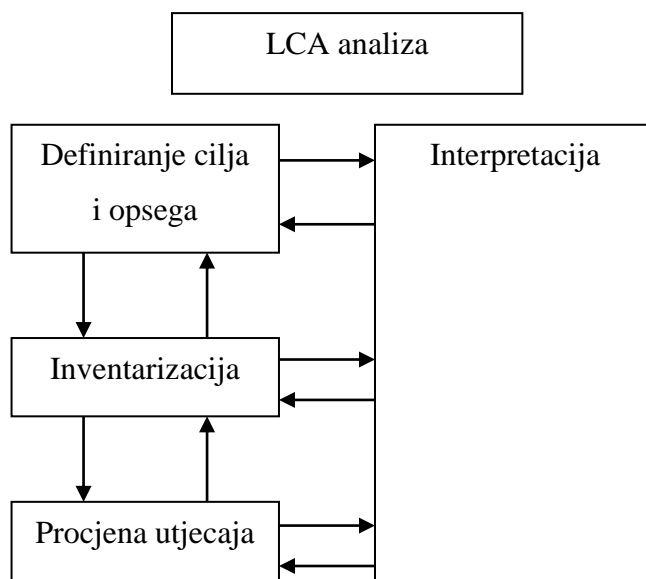 LCA analiza
Definiranje cilja
i opsega
Interpretacija
Inventarizacija
Procjena utjecaja